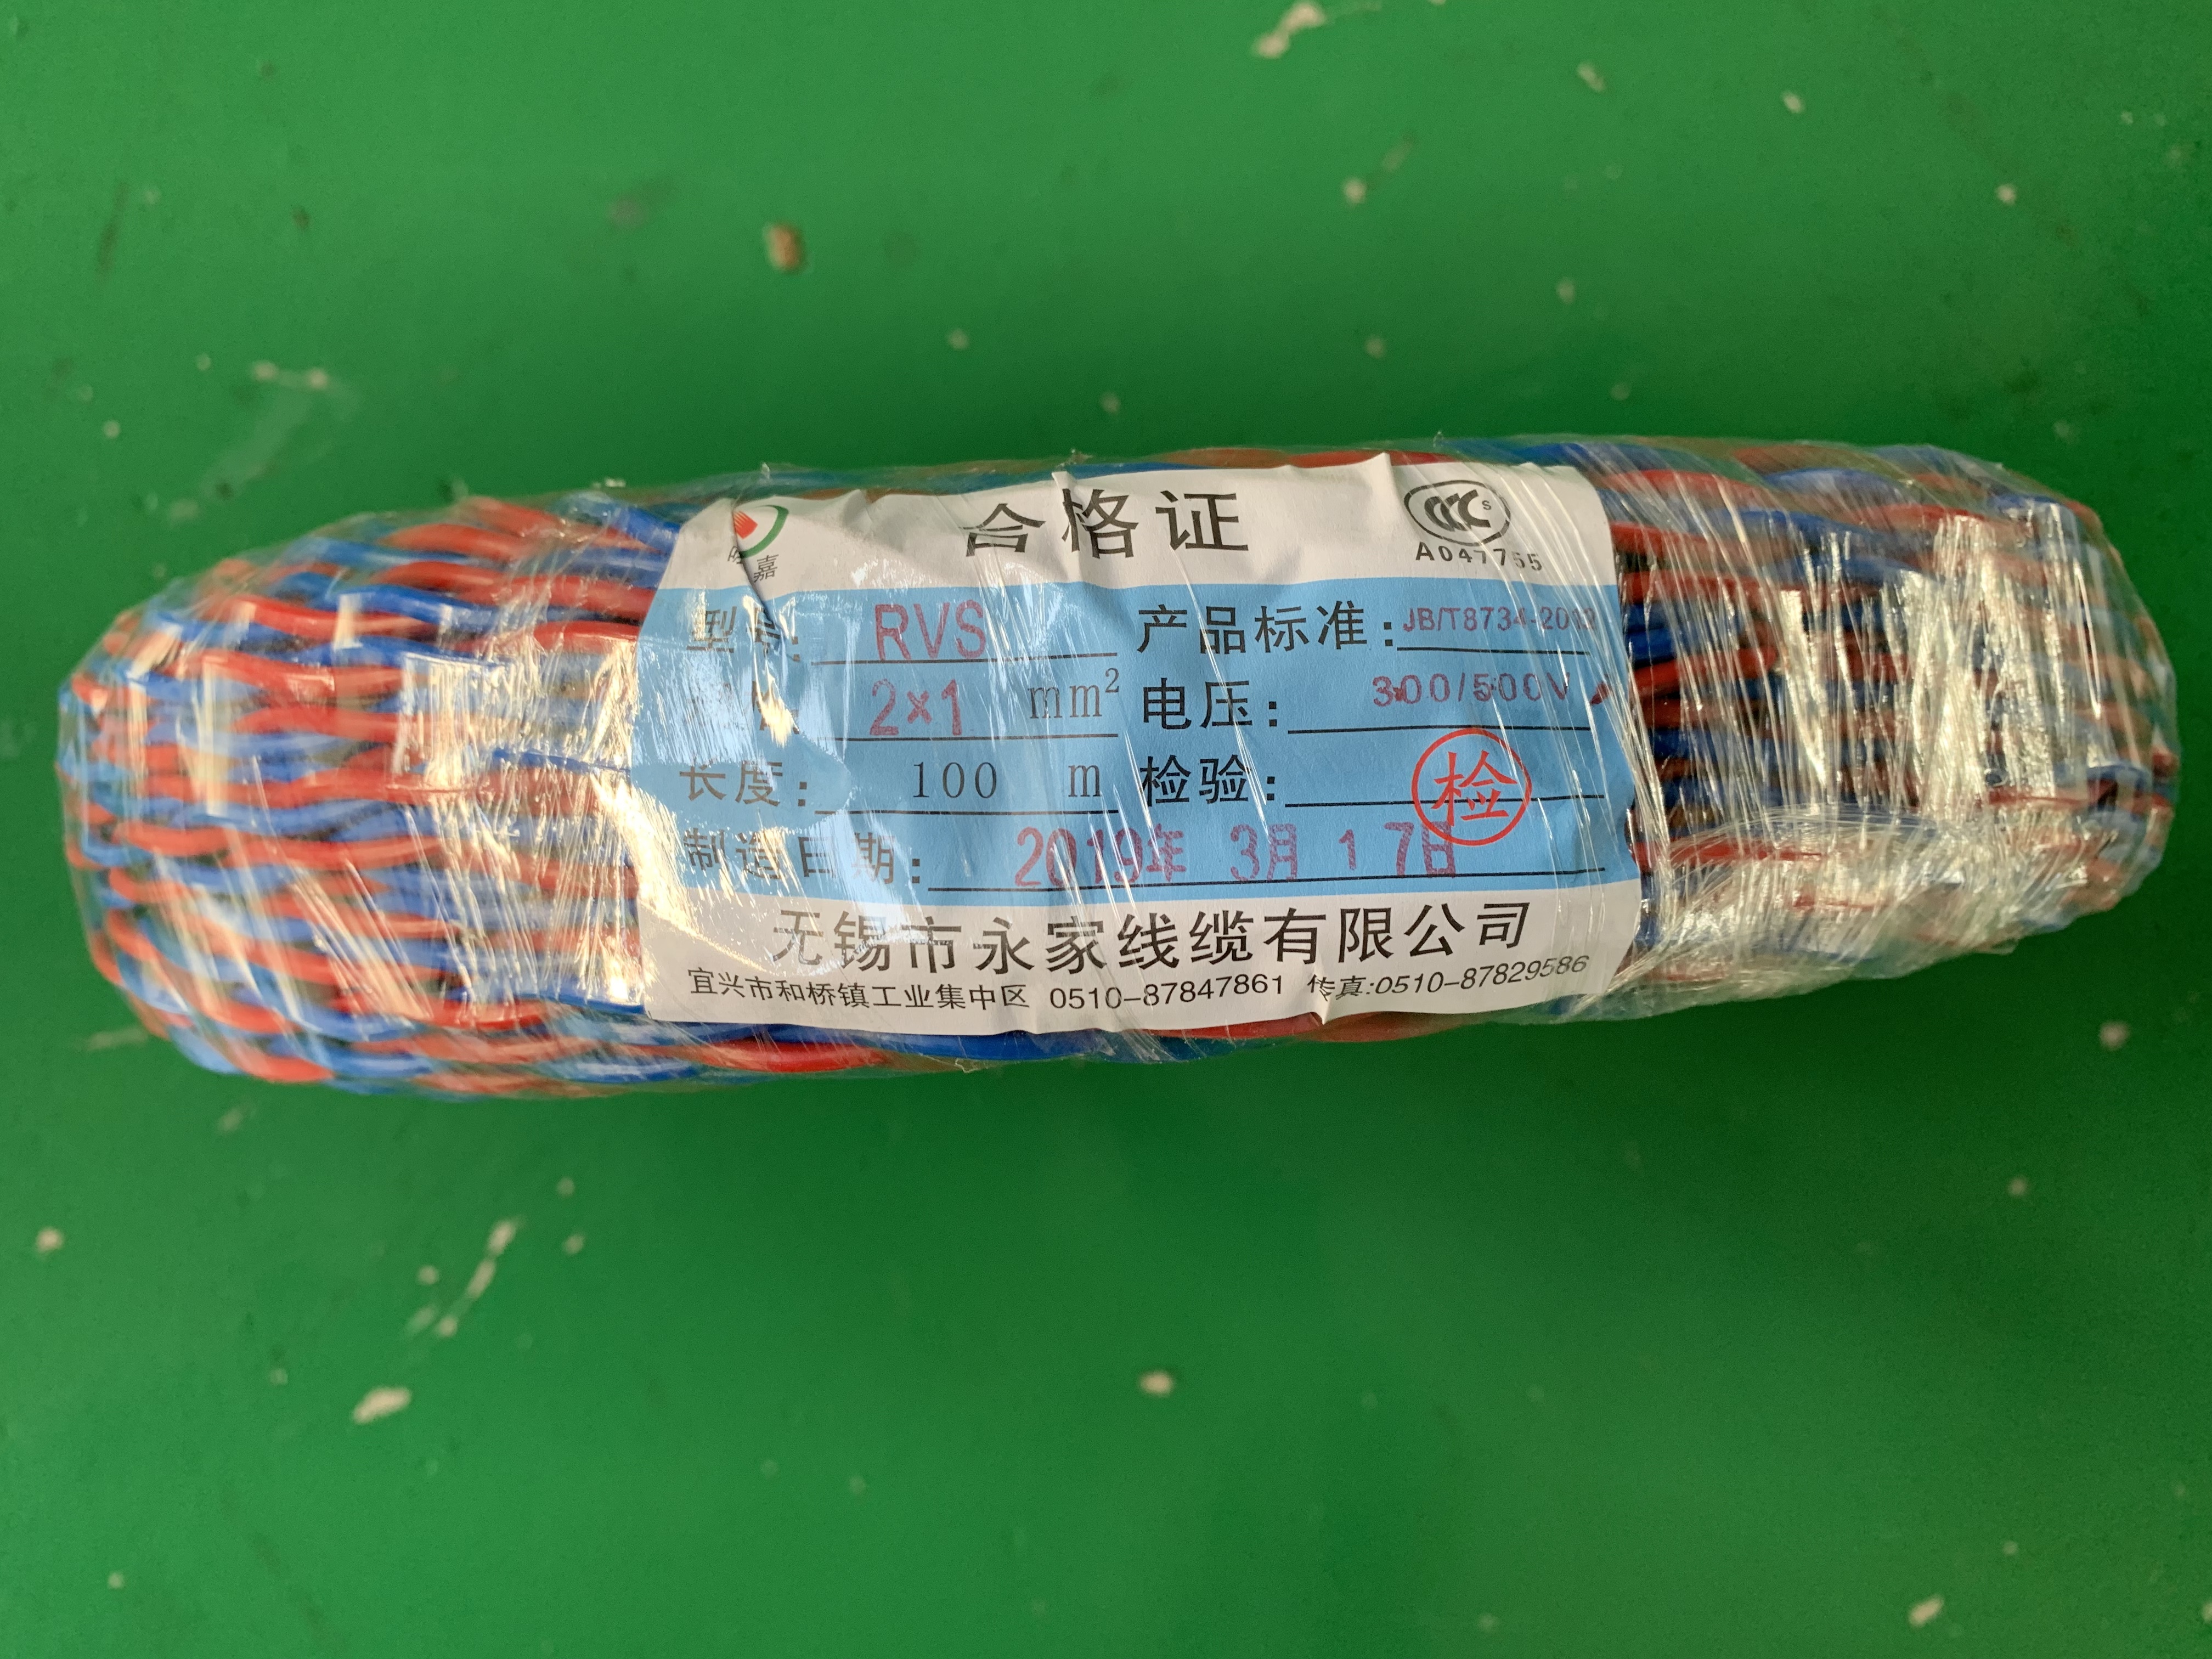 合格证
CCC S
A047755
嘉
型号: RVS 产品标准: JB/T8734-2012
2×1 mm² 电压: 300/500V
长度: 100 m 检验: 检
制造日期: 2019年 3月 17日
无锡市永家线缆有限公司
宜兴市和桥镇工业集中区 0510-87847861 传真:0510-87829586